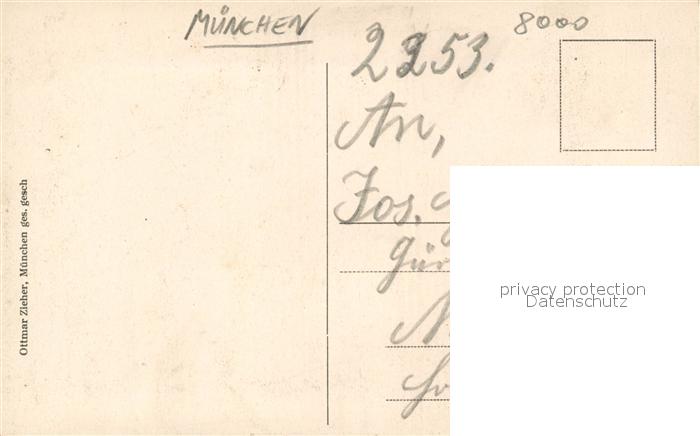 MÜNCHEN
8000
2253.
An,
Jos.
Ottmar Zieher, München ges. gesch
privacy protection
Datenschutz